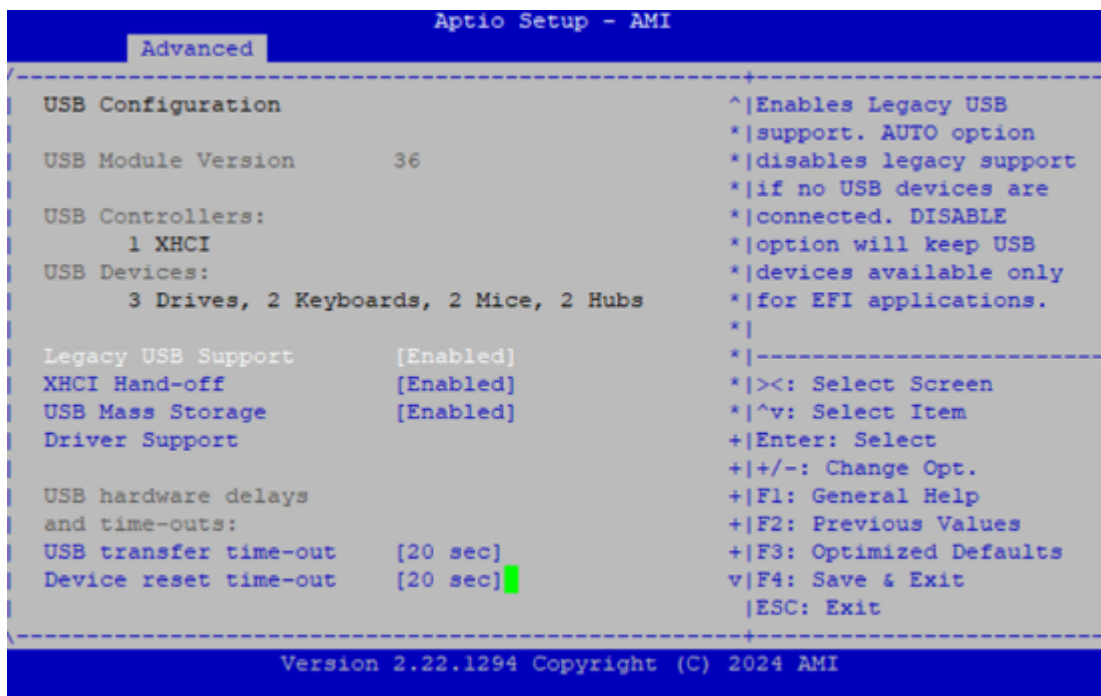 Aptio Setup - AMI
Advanced
USB Configuration
USB Module Version 36
USB Controllers:
1 XHCI
USB Devices:
3 Drives, 2 Keyboards, 2 Mice, 2 Hubs
Legacy USB Support [Enabled]
XHCI Hand-off [Enabled]
USB Mass Storage [Enabled]
Driver Support
USB hardware delays
and time-outs:
USB transfer time-out [20 sec]
Device reset time-out [20 sec]
Enables Legacy USB
support. AUTO option
disables legacy support
if no USB devices are
connected. DISABLE
option will keep USB
devices available only
for EFI applications.
><: Select Screen
^v: Select Item
Enter: Select
+/-: Change Opt.
F1: General Help
F2: Previous Values
F3: Optimized Defaults
F4: Save & Exit
ESC: Exit
Version 2.22.1294 Copyright (C) 2024 AMI